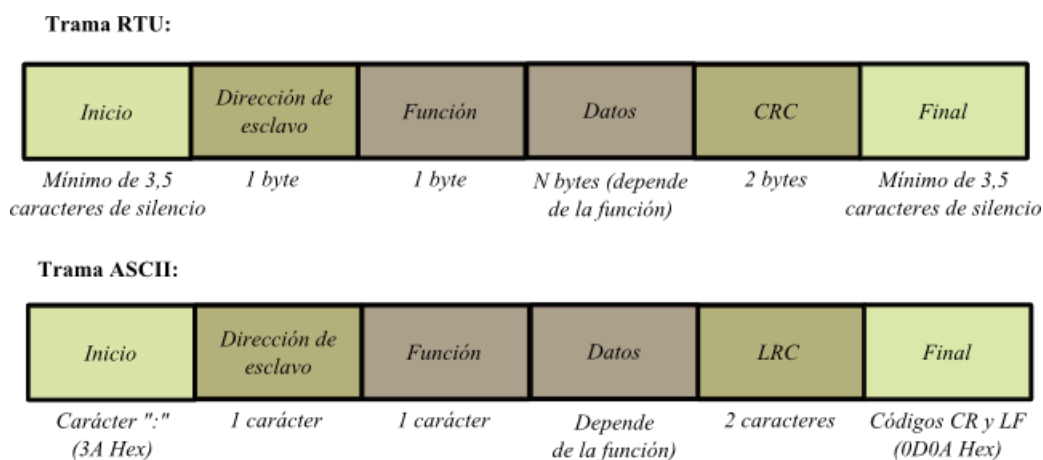 Trama RTU:
Inicio
Dirección de
esclavo
Función
Datos
CRC
Final
Mínimo de 3,5
caracteres de silencio
1 byte
1 byte
N bytes (depende
de la función)
2 bytes
Mínimo de 3,5
caracteres de silencio
Trama ASCII:
Inicio
Dirección de
esclavo
Función
Datos
LRC
Final
Carácter ":"
(3A Hex)
1 carácter
1 carácter
Depende
de la función)
2 caracteres
Códigos CR y LF
(0D0A Hex)